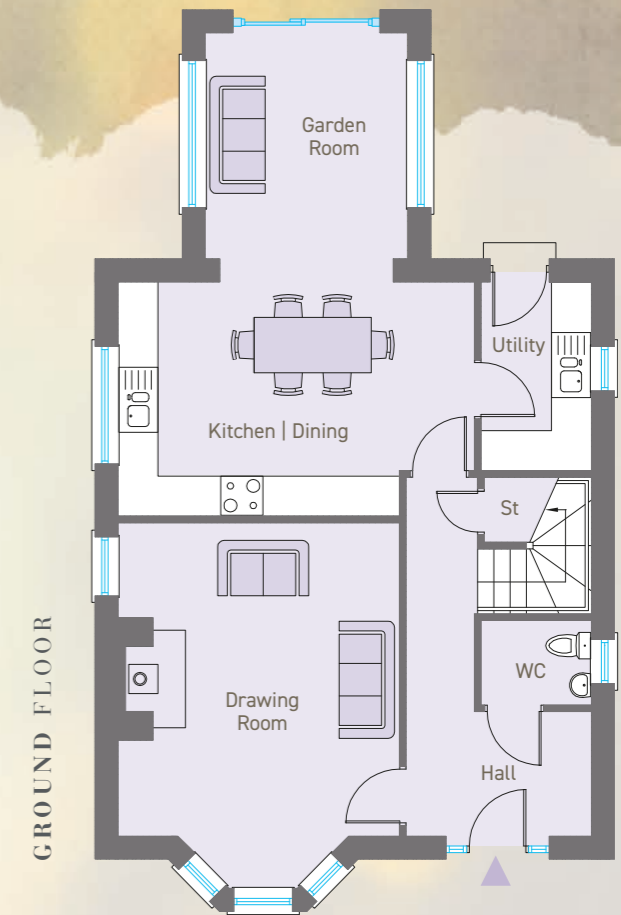 Garden
Room
Utility
Kitchen | Dining
St
WC
Drawing
Room
Hall
GROUND FLOOR